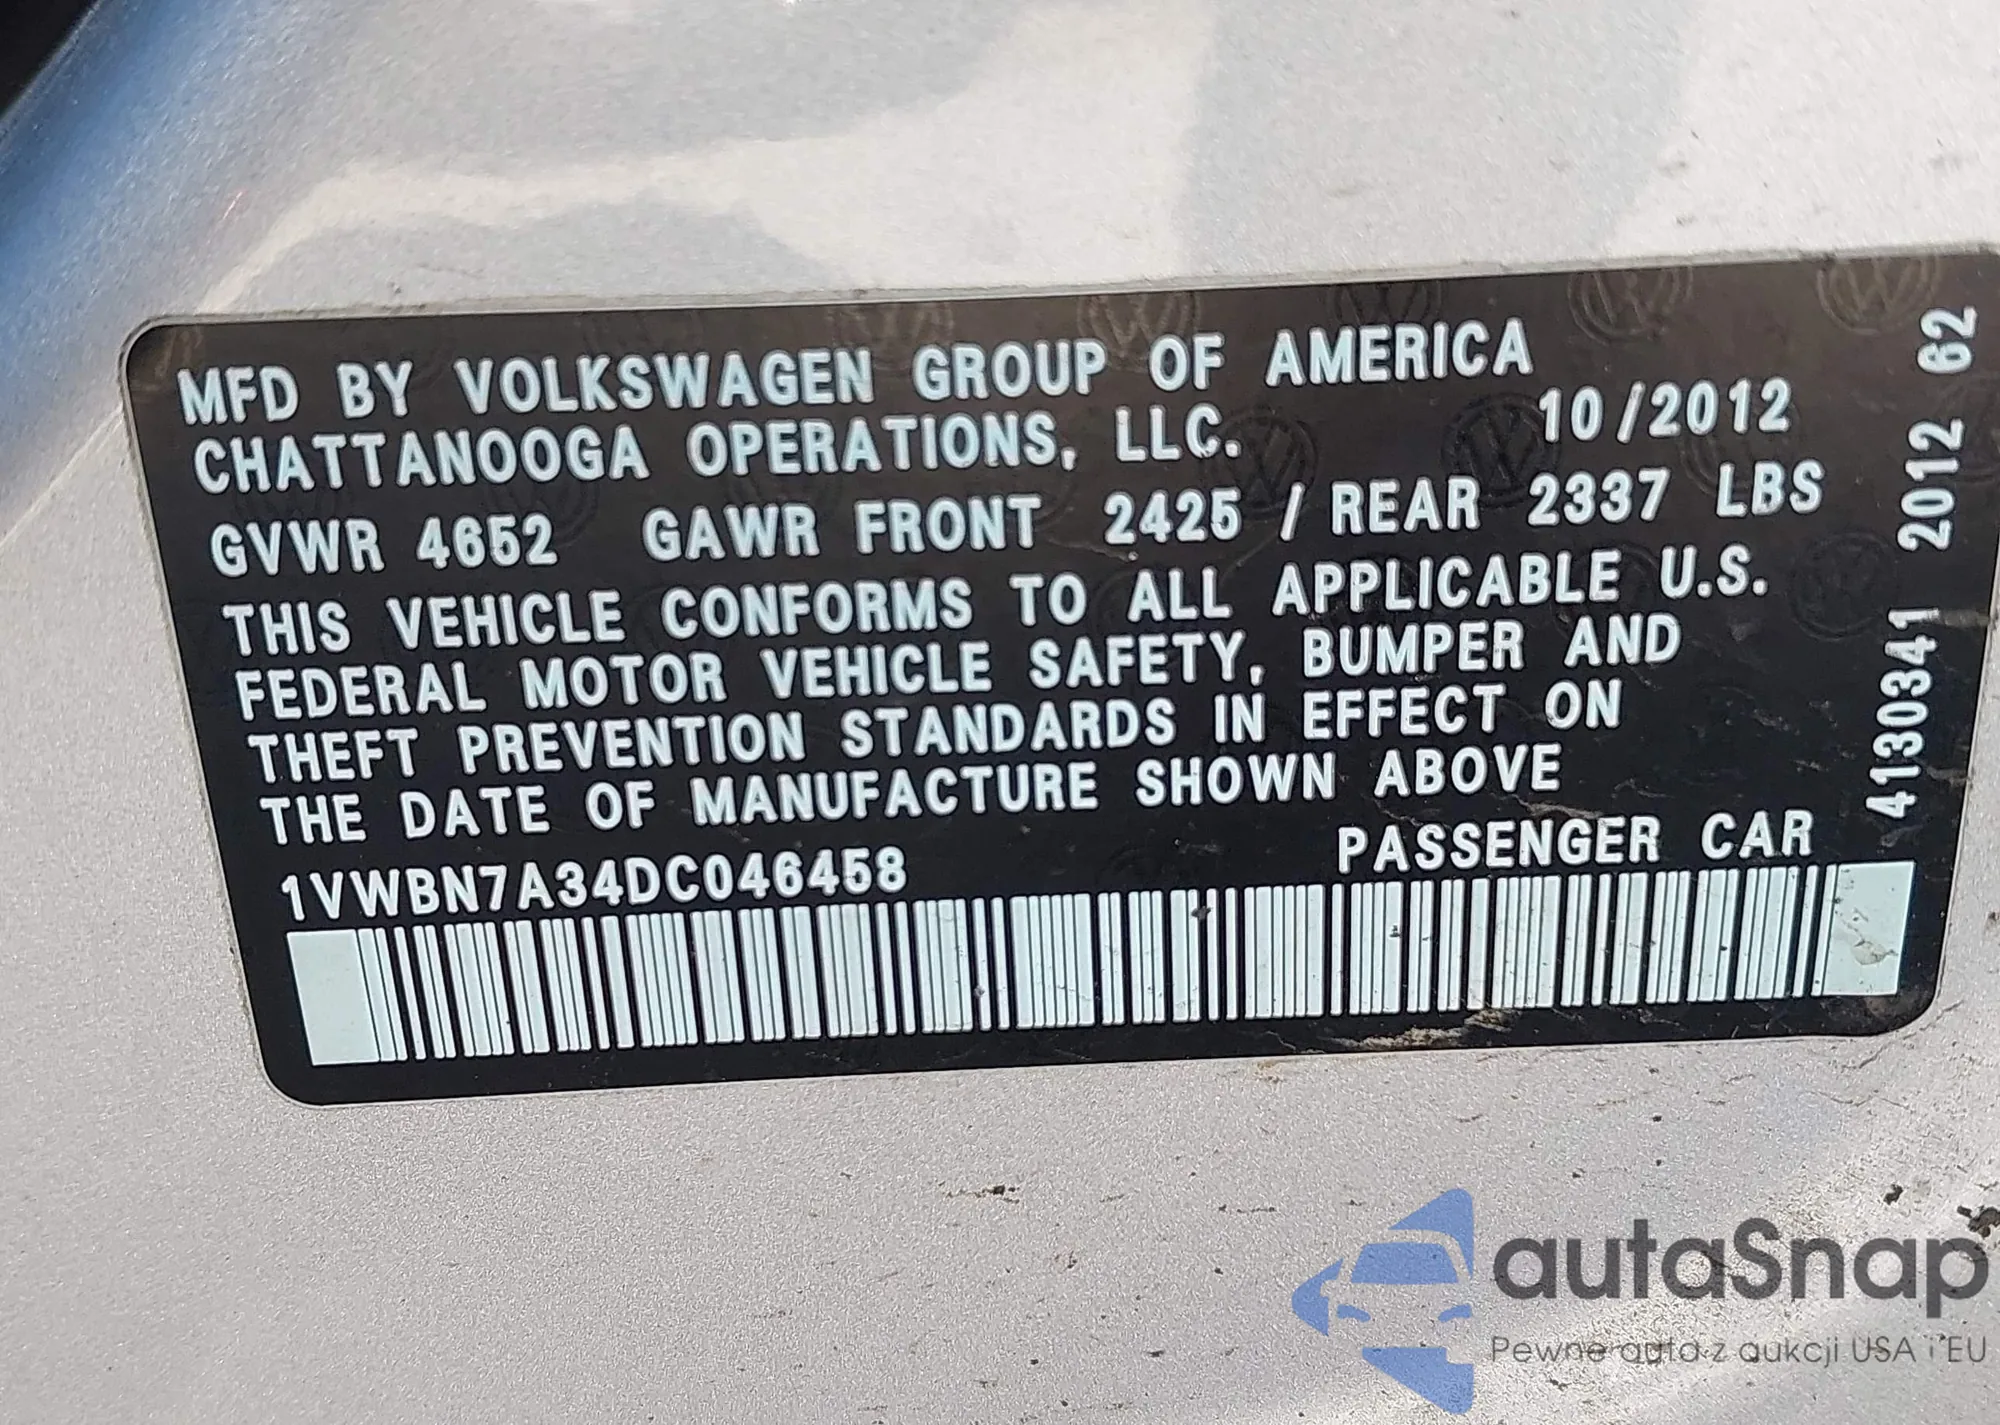 MFD BY VOLKSWAGEN GROUP OF AMERICA
CHATTANOOGA OPERATIONS, LLC. 10/2012
GVWR 4652 GAWR FRONT 2425 / REAR 2337 LBS
THIS VEHICLE CONFORMS TO ALL APPLICABLE U.S.
FEDERAL MOTOR VEHICLE SAFETY, BUMPER AND
THEFT PREVENTION STANDARDS IN EFFECT ON
THE DATE OF MANUFACTURE SHOWN ABOVE
1VWBN7A34DC046458 PASSENGER CAR
4130341 2012 62
autaSnap
Pewne auta z aukcji USA i EU